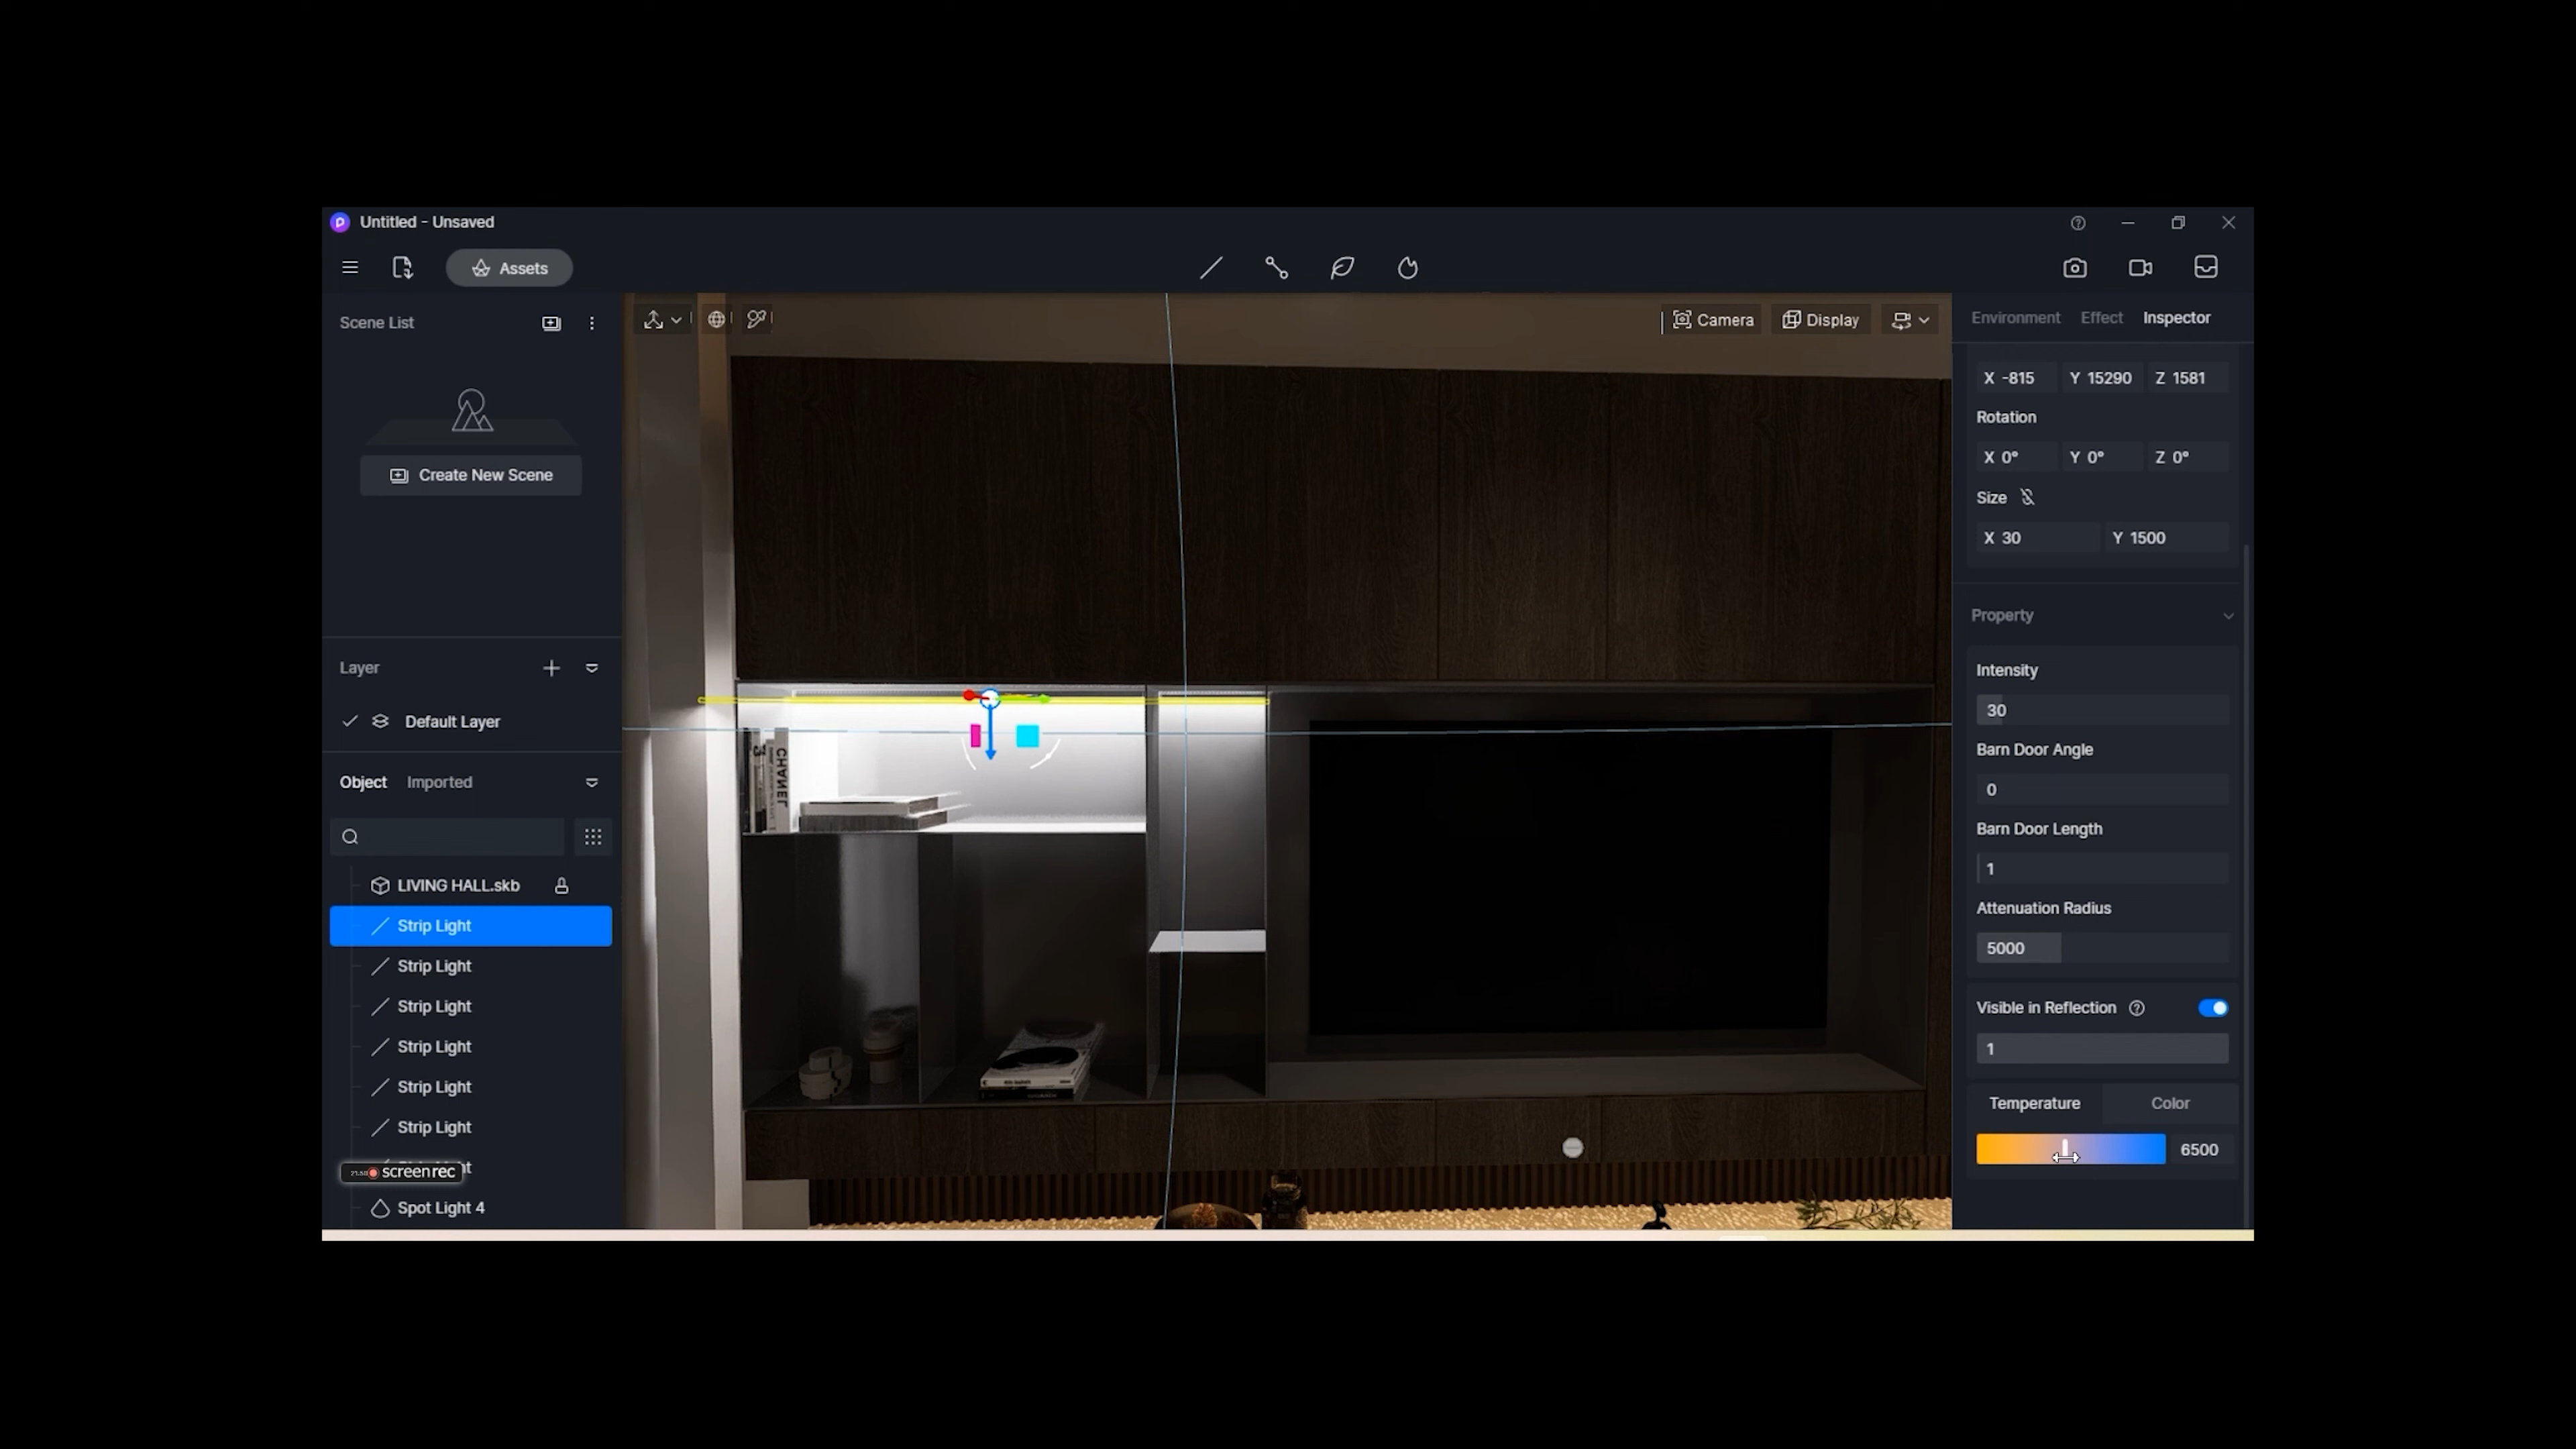 Untitled - Unsaved
Assets
Scene List
Create New Scene
Layer
Default Layer
Object Imported
LIVING HALL.skb
Strip Light
Strip Light
Strip Light
Strip Light
Strip Light
Strip Light
screenrec
Spot Light 4
Camera Display
CHANEL
Environment Effect Inspector
X -815 Y 15290 Z 1581
Rotation
X 0° Y 0° Z 0°
Size
X 30 Y 1500
Property
Intensity
30
Barn Door Angle
0
Barn Door Length
1
Attenuation Radius
5000
Visible in Reflection
1
Temperature Color
6500